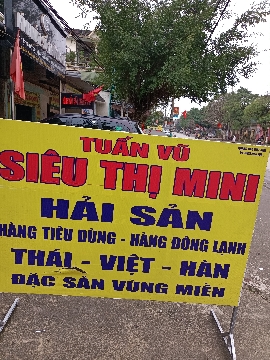 TUẤN VŨ
SIÊU THỊ MINI
HẢI SẢN
HÀNG TIÊU DÙNG - HÀNG ĐÔNG LẠNH
THÁI - VIỆT - HÀN
ĐẶC SẢN VÙNG MIỀN